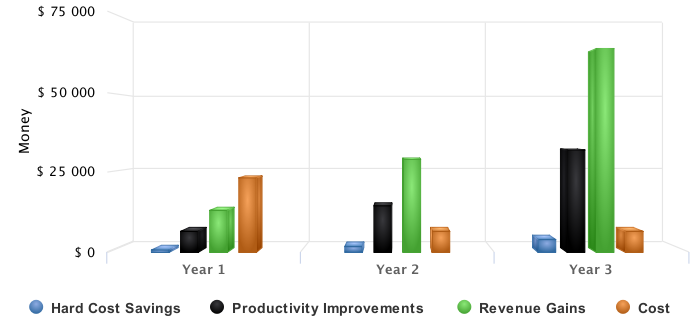 $ 75 000
$ 50 000
$ 25 000
$ 0
Money
Year 1
Year 2
Year 3
Hard Cost Savings
Productivity Improvements
Revenue Gains
Cost